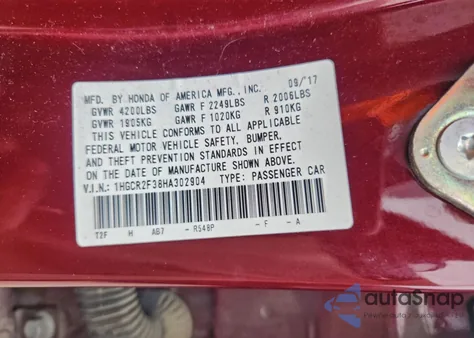 MFD. BY HONDA OF AMERICA MFG., INC. 09/17
GVWR 4200LBS GAWR F 2249LBS R 2006LBS
GVWR 1905KG GAWR F 1020KG R 910KG
THIS VEHICLE CONFORMS TO ALL APPLICABLE
FEDERAL MOTOR VEHICLE SAFETY, BUMPER,
AND THEFT PREVENTION STANDARDS IN EFFECT
ON THE DATE OF MANUFACTURE SHOWN ABOVE.
V.I.N.: 1HGCR2F38HA302904 TYPE: PASSENGER CAR
T2F H AB7 - R548P - F - A
autoSnap